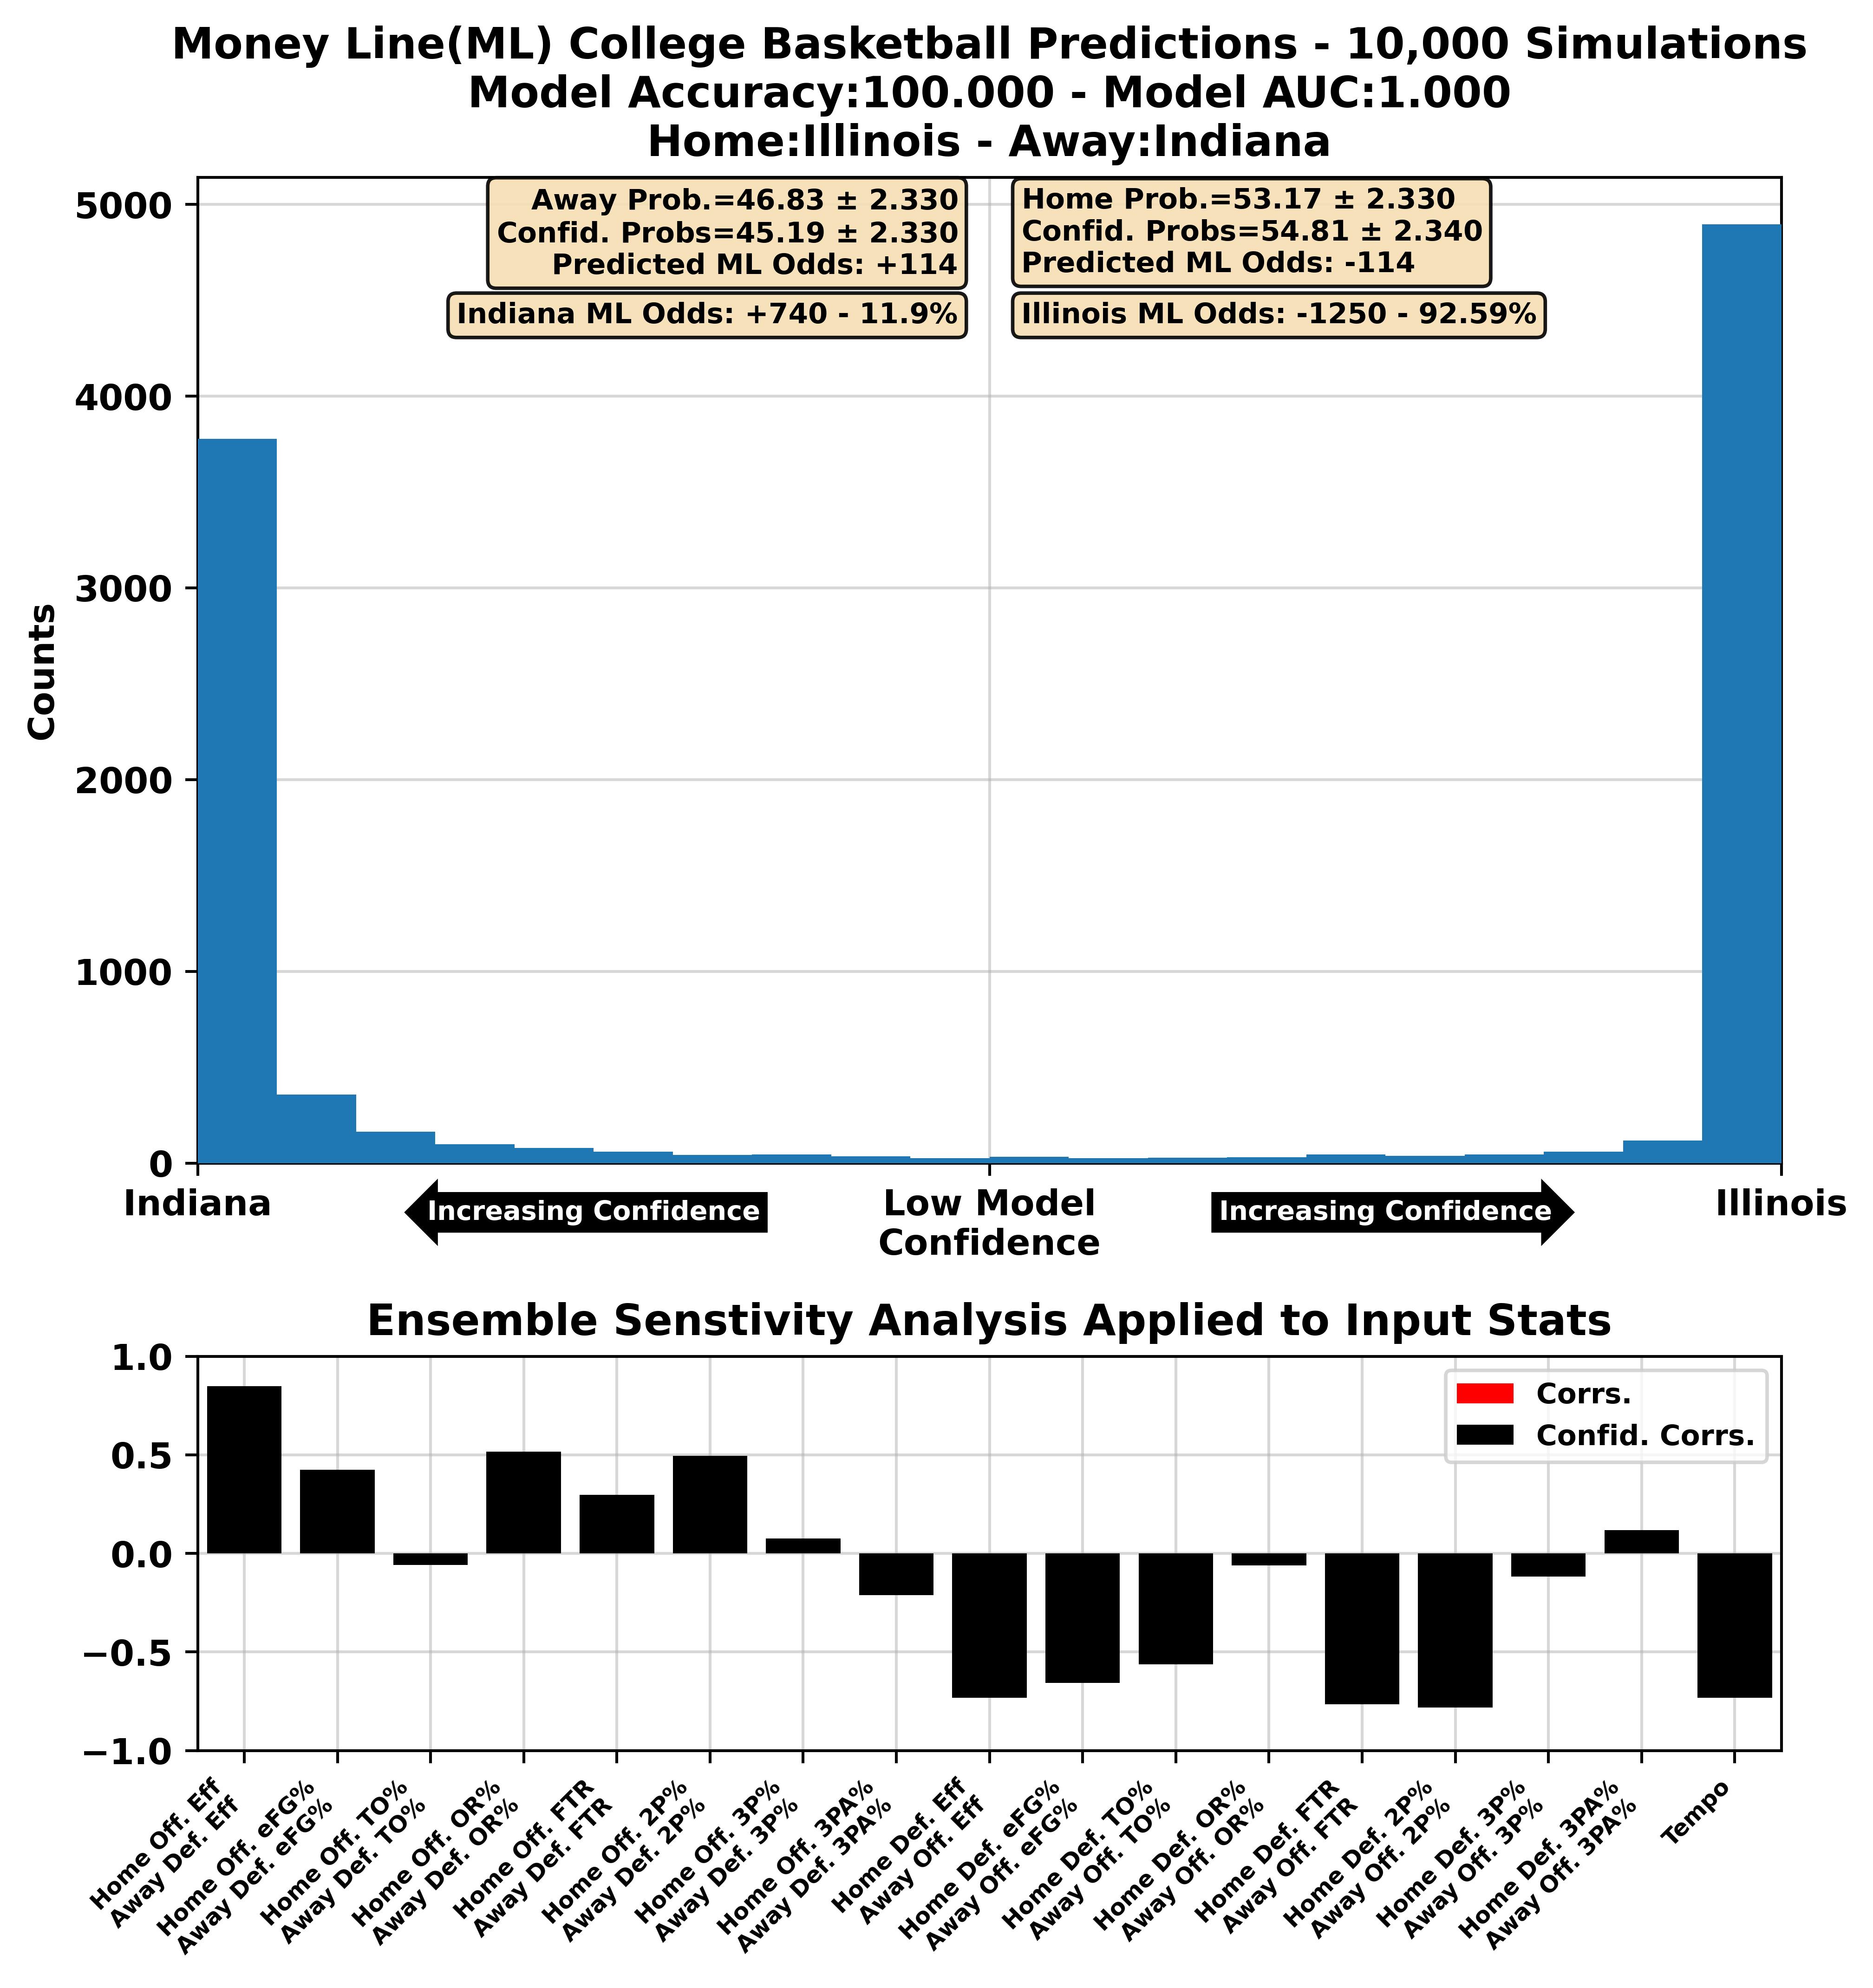 Money Line(ML) College Basketball Predictions - 10,000 Simulations
Model Accuracy:100.000 - Model AUC:1.000
Home:Illinois - Away:Indiana
Away Prob.=46.83 ± 2.330
Confid. Probs=45.19 ± 2.330
Predicted ML Odds: +114
Indiana ML Odds: +740 - 11.9%
Home Prob.=53.17 ± 2.330
Confid. Probs=54.81 ± 2.340
Predicted ML Odds: -114
Illinois ML Odds: -1250 - 92.59%
Counts
5000
4000
3000
2000
1000
0
Indiana
Increasing Confidence
Low Model
Confidence
Increasing Confidence
Illinois
Ensemble Senstivity Analysis Applied to Input Stats
1.0
0.5
0.0
−0.5
−1.0
Corrs.
Confid. Corrs.
Home Off. Eff
Away Def. Eff
Home Off. eFG%
Away Def. eFG%
Home Off. TO%
Away Def. TO%
Home Off. OR%
Away Def. OR%
Home Off. FTR
Away Def. FTR
Home Off. 2P%
Away Def. 2P%
Home Off. 3P%
Away Def. 3P%
Home Off. 3PA%
Away Def. 3PA%
Home Def. Eff
Away Off. Eff
Home Def. eFG%
Away Off. eFG%
Home Def. TO%
Away Off. TO%
Home Def. OR%
Away Off. OR%
Home Def. FTR
Away Off. FTR
Home Def. 2P%
Away Off. 2P%
Home Def. 3P%
Away Off. 3P%
Home Def. 3PA%
Away Off. 3PA%
Tempo